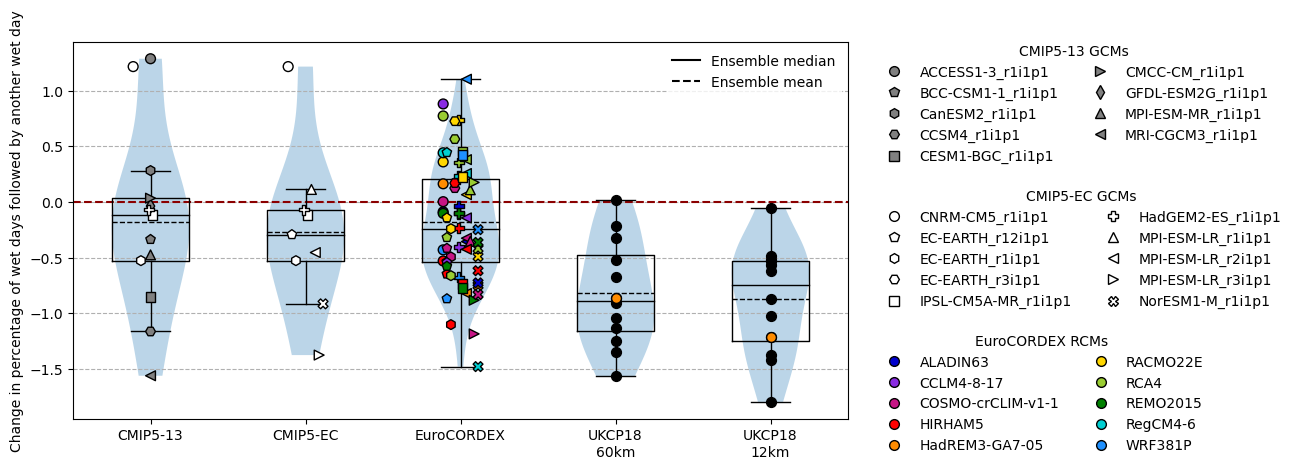 Change in percentage of wet days followed by another wet day
1.0
0.5
0.0
−0.5
−1.0
−1.5
Ensemble median
Ensemble mean
CMIP5-13
CMIP5-EC
EuroCORDEX
UKCP18
60km
UKCP18
12km
CMIP5-13 GCMs
ACCESS1-3_r1i1p1
BCC-CSM1-1_r1i1p1
CanESM2_r1i1p1
CCSM4_r1i1p1
CESM1-BGC_r1i1p1
CMCC-CM_r1i1p1
GFDL-ESM2G_r1i1p1
MPI-ESM-MR_r1i1p1
MRI-CGCM3_r1i1p1
CMIP5-EC GCMs
CNRM-CM5_r1i1p1
EC-EARTH_r12i1p1
EC-EARTH_r1i1p1
EC-EARTH_r3i1p1
IPSL-CM5A-MR_r1i1p1
HadGEM2-ES_r1i1p1
MPI-ESM-LR_r1i1p1
MPI-ESM-LR_r2i1p1
MPI-ESM-LR_r3i1p1
NorESM1-M_r1i1p1
EuroCORDEX RCMs
ALADIN63
CCLM4-8-17
COSMO-crCLIM-v1-1
HIRHAM5
HadREM3-GA7-05
RACMO22E
RCA4
REMO2015
RegCM4-6
WRF381P